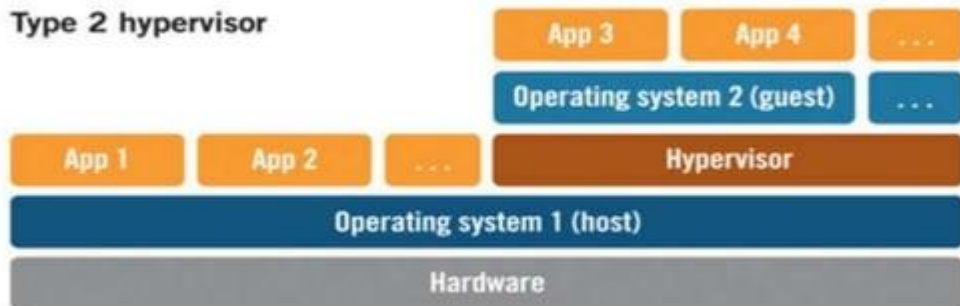 Type 2 hypervisor
App 3 App 4 ...
Operating system 2 (guest) ...
App 1 App 2 ... Hypervisor
Operating system 1 (host)
Hardware